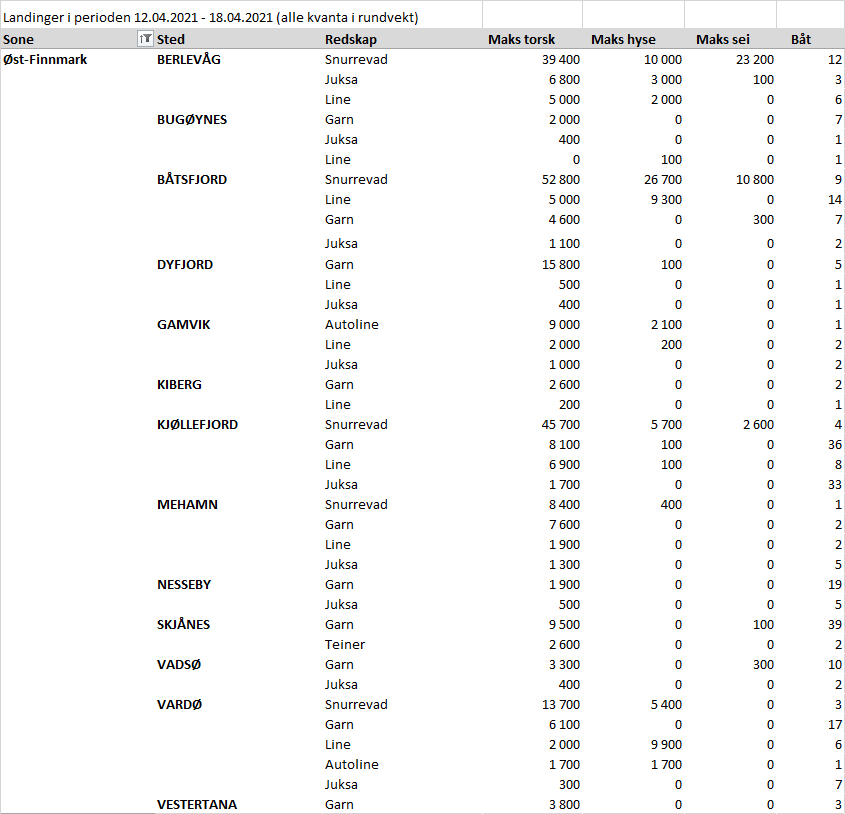 Landinger i perioden 12.04.2021 - 18.04.2021 (alle kvanta i rundvekt)
Sone Sted Redskap Maks torsk Maks hyse Maks sei Båt
Øst-Finnmark BERLEVÅG Snurrevad 39 400 10 000 23 200 12
Juksa 6 800 3 000 100 3
Line 5 000 2 000 0 6
BUGØYNES Garn 2 000 0 0 7
Juksa 400 0 0 1
Line 0 100 0 1
BÅTSFJORD Snurrevad 52 800 26 700 10 800 9
Line 5 000 9 300 0 14
Garn 4 600 0 300 7
Juksa 1 100 0 0 2
DYFJORD Garn 15 800 100 0 5
Line 500 0 0 1
Juksa 400 0 0 1
GAMVIK Autoline 9 000 2 100 0 1
Line 2 000 200 0 2
Juksa 1 000 0 0 2
KIBERG Garn 2 600 0 0 2
Line 200 0 0 1
KJØLLEFJORD Snurrevad 45 700 5 700 2 600 4
Garn 8 100 100 0 36
Line 6 900 100 0 8
Juksa 1 700 0 0 33
MEHAMN Snurrevad 8 400 400 0 1
Garn 7 600 0 0 2
Line 1 900 0 0 2
Juksa 1 300 0 0 5
NESSEBY Garn 1 900 0 0 19
Juksa 500 0 0 5
SKJÅNES Garn 9 500 0 100 39
Teiner 2 600 0 0 2
VADSØ Garn 3 300 0 300 10
Juksa 400 0 0 2
VARDØ Snurrevad 13 700 5 400 0 3
Garn 6 100 0 0 17
Line 2 000 9 900 0 6
Autoline 1 700 1 700 0 1
Juksa 300 0 0 7
VESTERTANA Garn 3 800 0 0 3